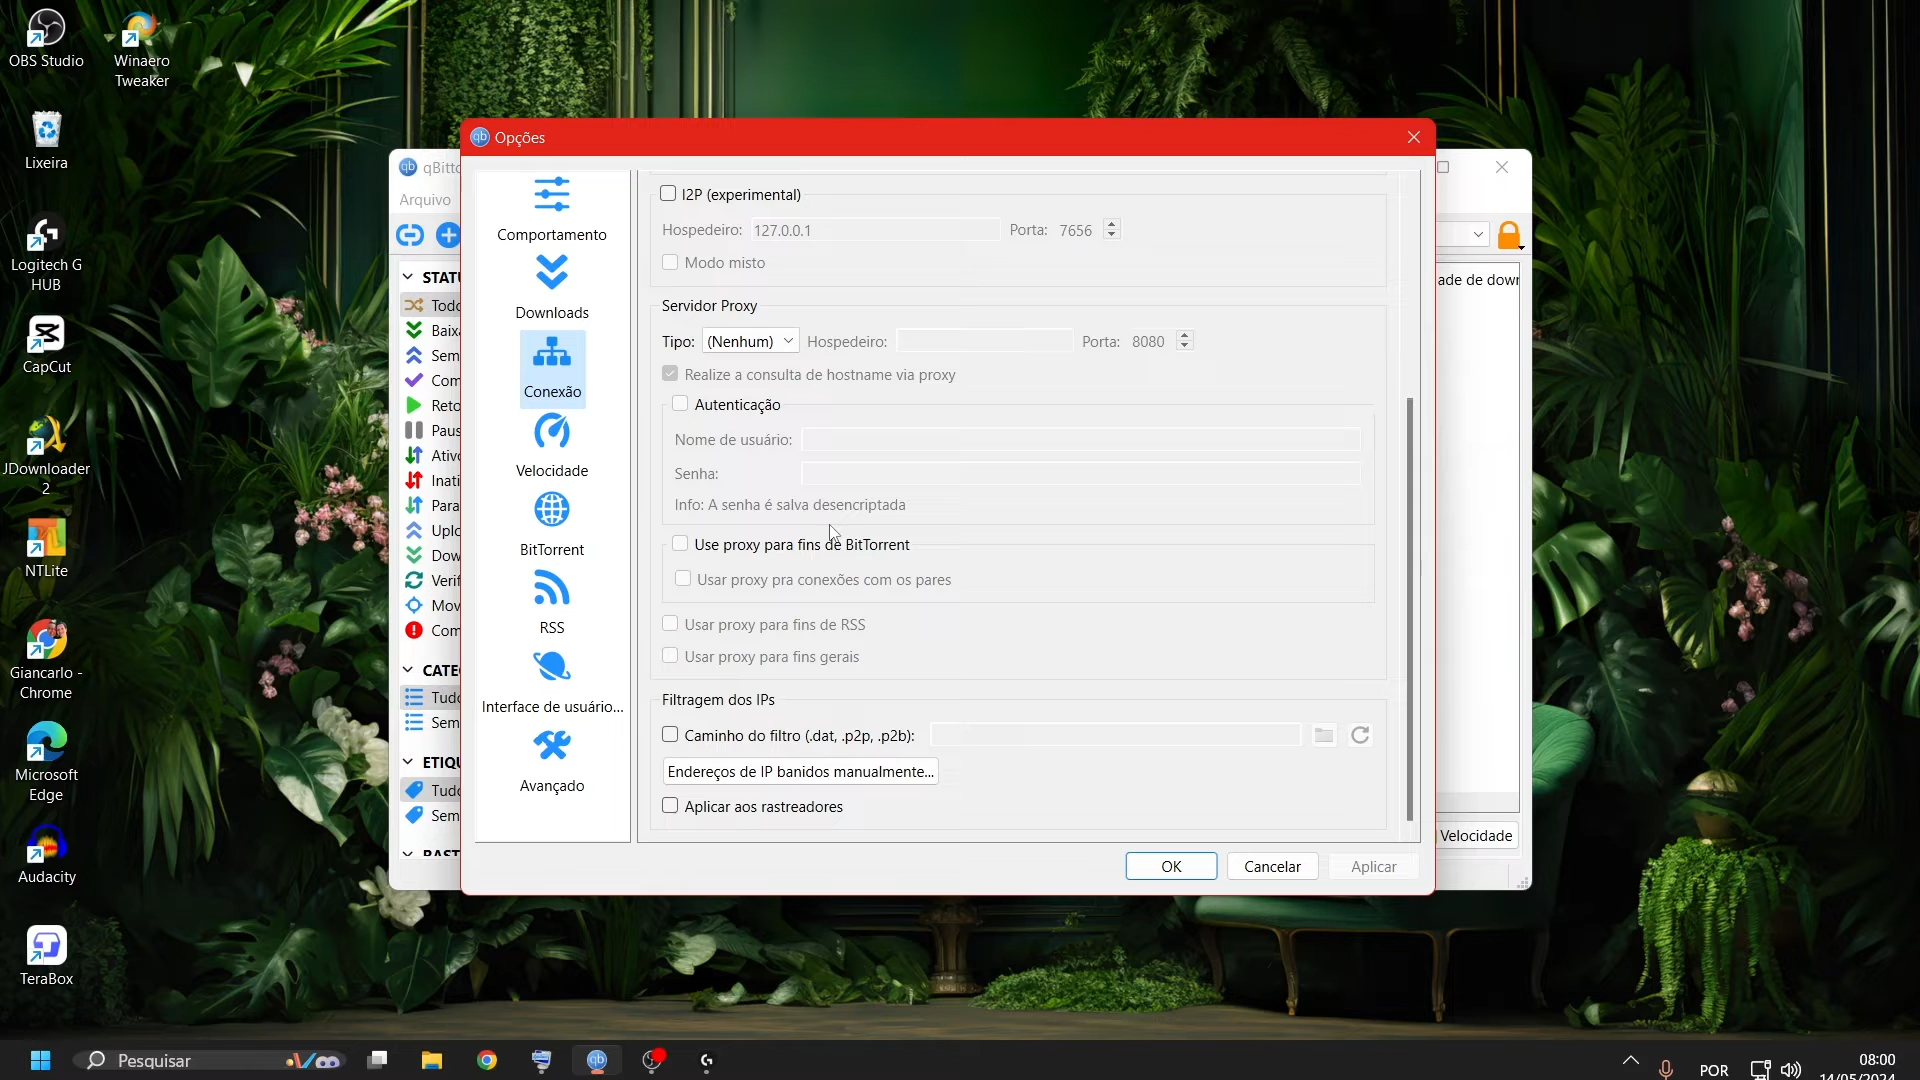 OBS Studio
Winaero
Tweaker
Lixeira
Logitech G
HUB
CapCut
JDownloader
2
NTLite
Giancarlo -
Chrome
Microsoft
Edge
Audacity
TeraBox
Arquivo
Opções
Comportamento
Downloads
Conexão
Velocidade
BitTorrent
RSS
Interface de usuário...
Avançado
I2P (experimental)
Hospedeiro: 127.0.0.1 Porta: 7656
Modo misto
Servidor Proxy
Tipo: (Nenhum) Hospedeiro: Porta: 8080
Realize a consulta de hostname via proxy
Autenticação
Nome de usuário:
Senha:
Info: A senha é salva desencriptada
Use proxy para fins de BitTorrent
Usar proxy pra conexões com os pares
Usar proxy para fins de RSS
Usar proxy para fins gerais
Filtragem dos IPs
Caminho do filtro (.dat, .p2p, .p2b):
Endereços de IP banidos manualmente...
Aplicar aos rastreadores
OK Cancelar Aplicar
Velocidade
Pesquisar
POR
08:00
14/05/2024